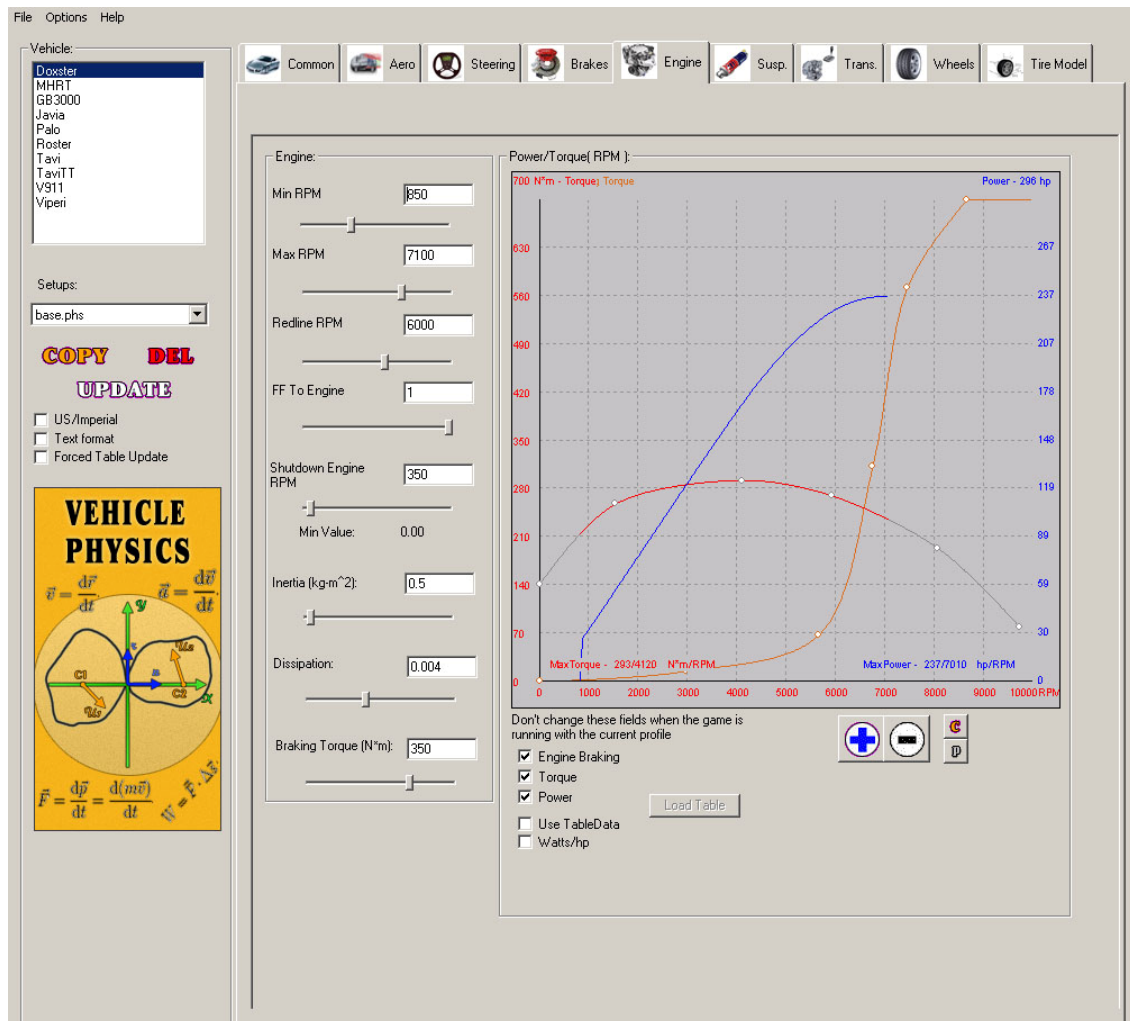 File Options Help
Vehicle:
Doxster
MHRT
GB3000
Javia
Palo
Roster
Tavi
TaviTT
V911
Viperi
Setups:
base.phs
COPY DEL
UPDATE
US/Imperial
Text format
Forced Table Update
VEHICLE
PHYSICS
Common Aero Steering Brakes Engine Susp. Trans. Wheels Tire Model
Engine:
Min RPM 850
Max RPM 7100
Redline RPM 6000
FF To Engine 1
Shutdown Engine
RPM 350
Min Value: 0.00
Inertia (kg-m^2): 0.5
Dissipation: 0.004
Braking Torque (N*m): 350
Power/Torque( RPM ):
700 N*m - Torque; Torque Power - 296 hp
630 267
560 237
490 207
420 178
350 148
280 119
210 89
140 59
70 30
MaxTorque - 293/4120 N*m/RPM MaxPower - 237/7010 hp/RPM
0 0
0 1000 2000 3000 4000 5000 6000 7000 8000 9000 10000RPM
Don't change these fields when the game is
running with the current profile
C
D
Engine Braking
Torque
Power
Load Table
Use TableData
Watts/hp